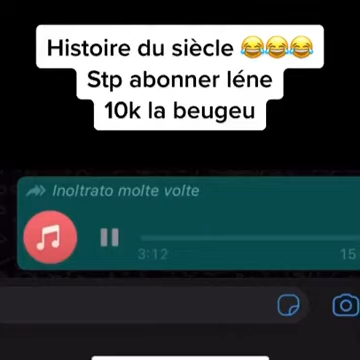 Histoire du siècle 😂😂😂
Stp abonner léne
10k la beugeu
Inoltrato molte volte
3:12
15